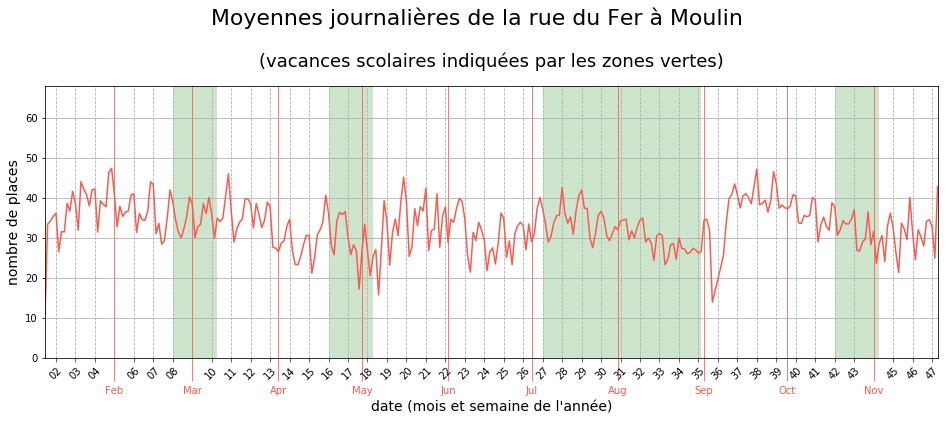 Moyennes journalières de la rue du Fer à Moulin
(vacances scolaires indiquées par les zones vertes)
nombre de places
60
50
40
30
20
10
0
02 03 04 06 07 08 10 11 12 13 14 15 16 17 18 19 20 21 22 23 24 25 26 27 28 29 30 31 32 33 34 35 36 37 38 39 40 41 42 43 45 46 47
Feb Mar Apr May Jun Jul Aug Sep Oct Nov
date (mois et semaine de l'année)